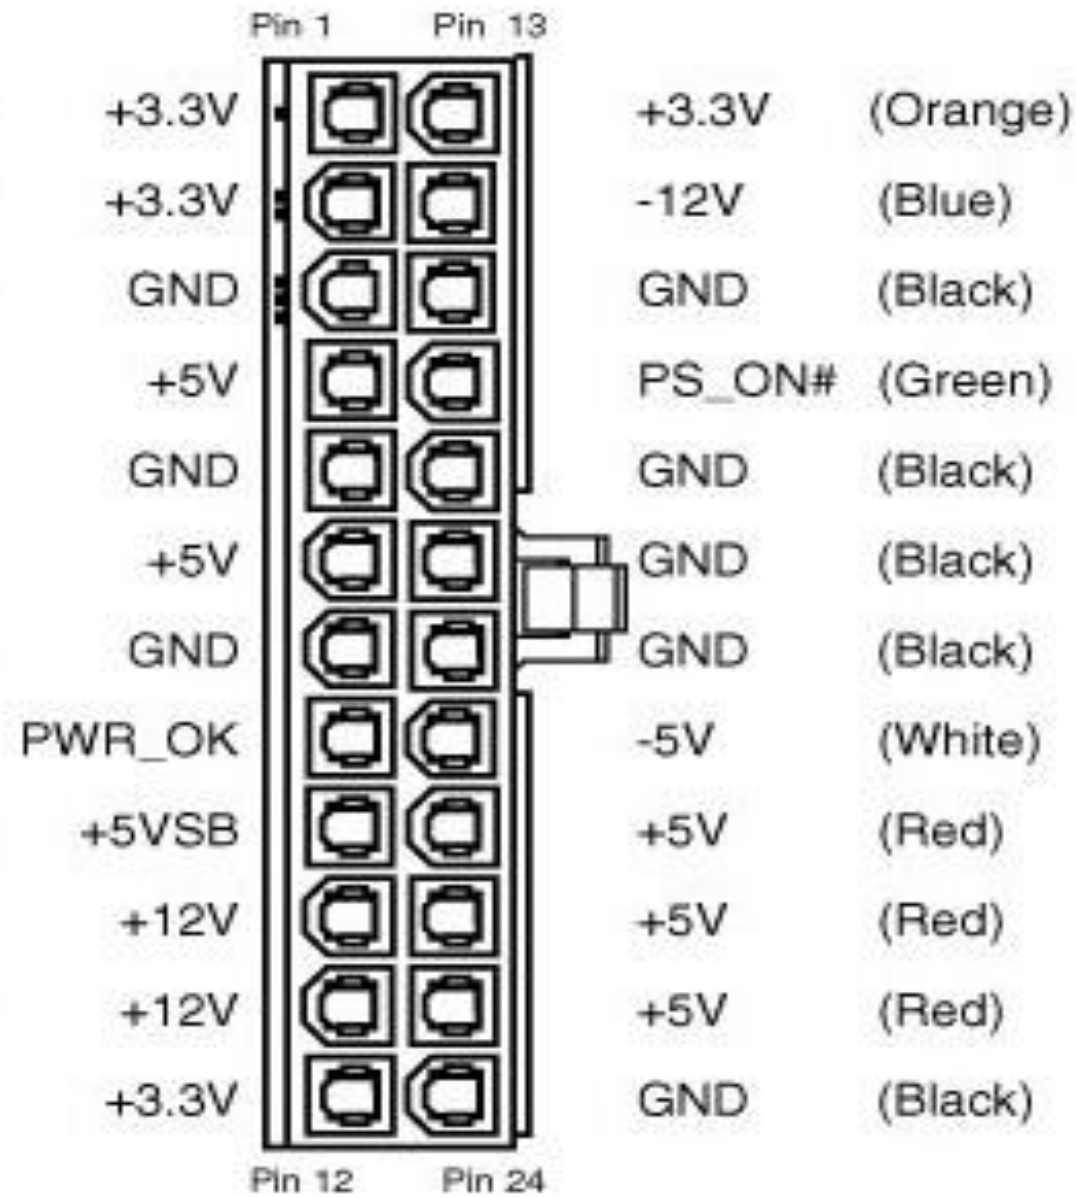 Pin 1 Pin 13
+3.3V +3.3V (Orange)
+3.3V -12V (Blue)
GND GND (Black)
+5V PS_ON# (Green)
GND GND (Black)
+5V GND (Black)
GND GND (Black)
PWR_OK -5V (White)
+5VSB +5V (Red)
+12V +5V (Red)
+12V +5V (Red)
+3.3V GND (Black)
Pin 12 Pin 24